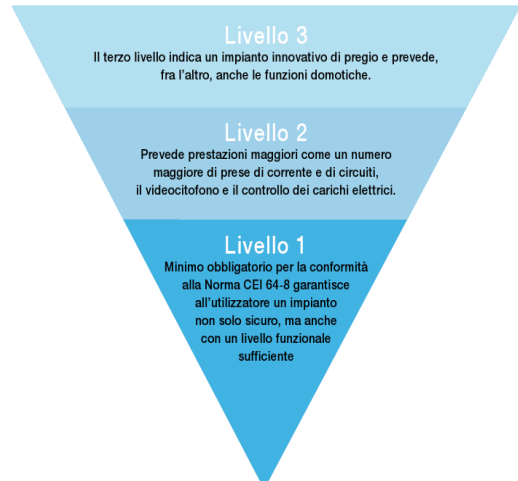 Livello 3
Il terzo livello indica un impianto innovativo di pregio e prevede,
fra l'altro, anche le funzioni domotiche.
Livello 2
Prevede prestazioni maggiori come un numero
maggiore di prese di corrente e di circuiti,
il videocitofono e il controllo dei carichi elettrici.
Livello 1
Minimo obbligatorio per la conformità
alla Norma CEI 64-8 garantisce
all'utilizzatore un impianto
non solo sicuro, ma anche
con un livello funzionale
sufficiente